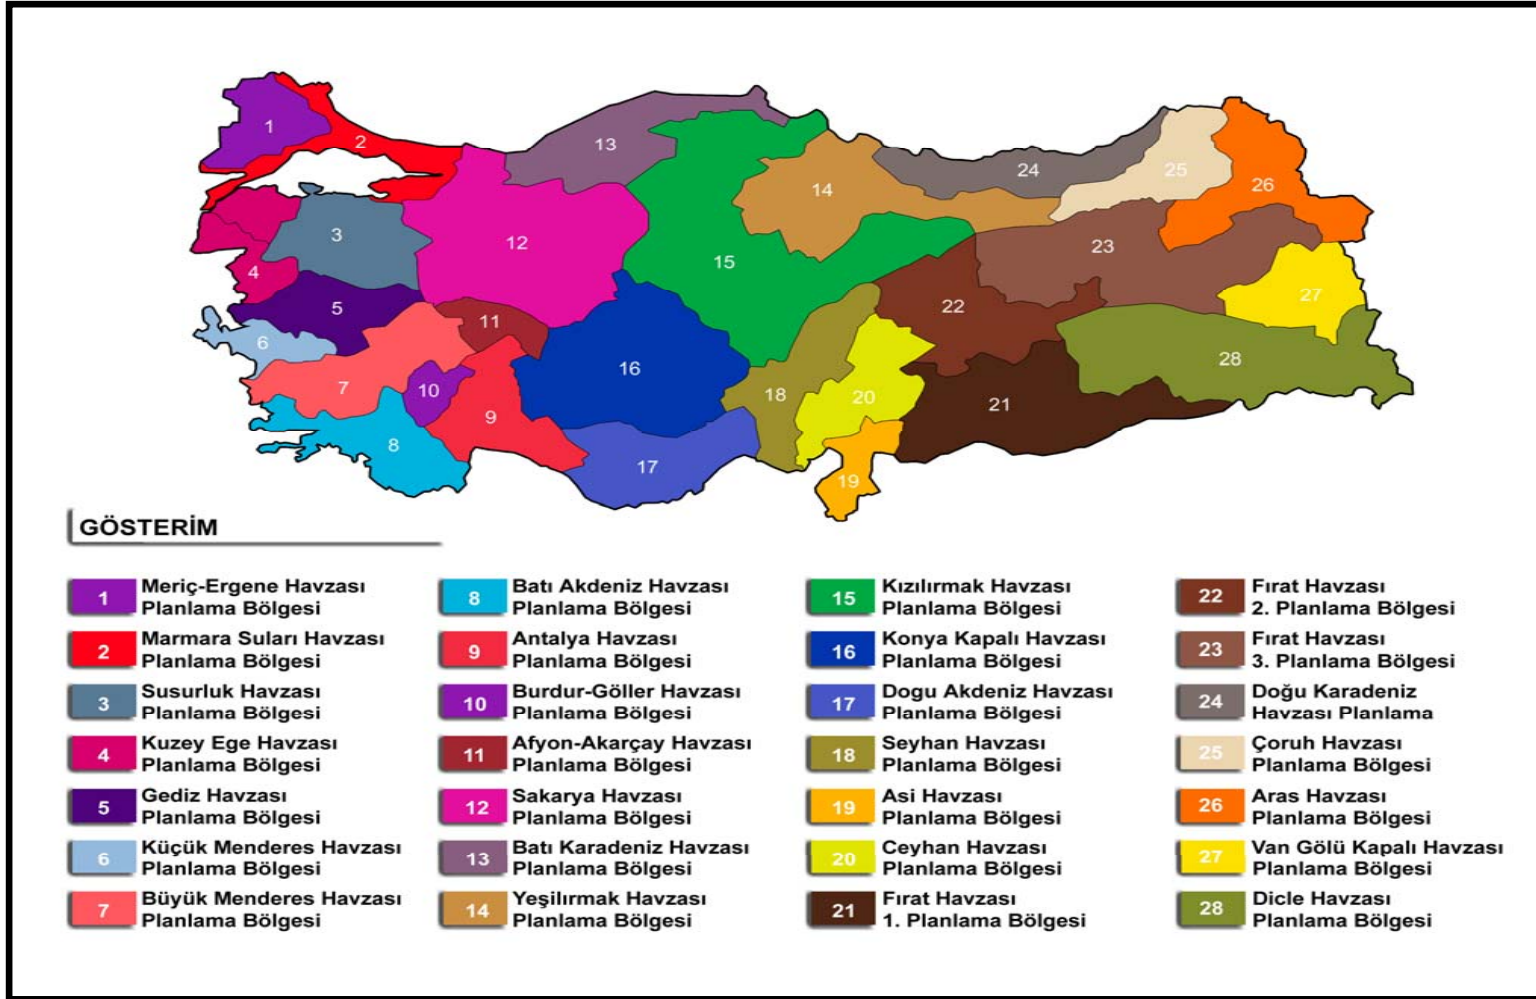 1
2
3
4
5
6
7
8
9
10
11
12
13
14
15
16
17
18
19
20
21
22
23
24
25
26
27
28
GÖSTERİM
1 Meriç-Ergene Havzası
Planlama Bölgesi
2 Marmara Suları Havzası
Planlama Bölgesi
3 Susurluk Havzası
Planlama Bölgesi
4 Kuzey Ege Havzası
Planlama Bölgesi
5 Gediz Havzası
Planlama Bölgesi
6 Küçük Menderes Havzası
Planlama Bölgesi
7 Büyük Menderes Havzası
Planlama Bölgesi
8 Batı Akdeniz Havzası
Planlama Bölgesi
9 Antalya Havzası
Planlama Bölgesi
10 Burdur-Göller Havzası
Planlama Bölgesi
11 Afyon-Akarçay Havzası
Planlama Bölgesi
12 Sakarya Havzası
Planlama Bölgesi
13 Batı Karadeniz Havzası
Planlama Bölgesi
14 Yeşilırmak Havzası
Planlama Bölgesi
15 Kızılırmak Havzası
Planlama Bölgesi
16 Konya Kapalı Havzası
Planlama Bölgesi
17 Dogu Akdeniz Havzası
Planlama Bölgesi
18 Seyhan Havzası
Planlama Bölgesi
19 Asi Havzası
Planlama Bölgesi
20 Ceyhan Havzası
Planlama Bölgesi
21 Fırat Havzası
1. Planlama Bölgesi
22 Fırat Havzası
2. Planlama Bölgesi
23 Fırat Havzası
3. Planlama Bölgesi
24 Doğu Karadeniz
Havzası Planlama
25 Çoruh Havzası
Planlama Bölgesi
26 Aras Havzası
Planlama Bölgesi
27 Van Gölü Kapalı Havzası
Planlama Bölgesi
28 Dicle Havzası
Planlama Bölgesi